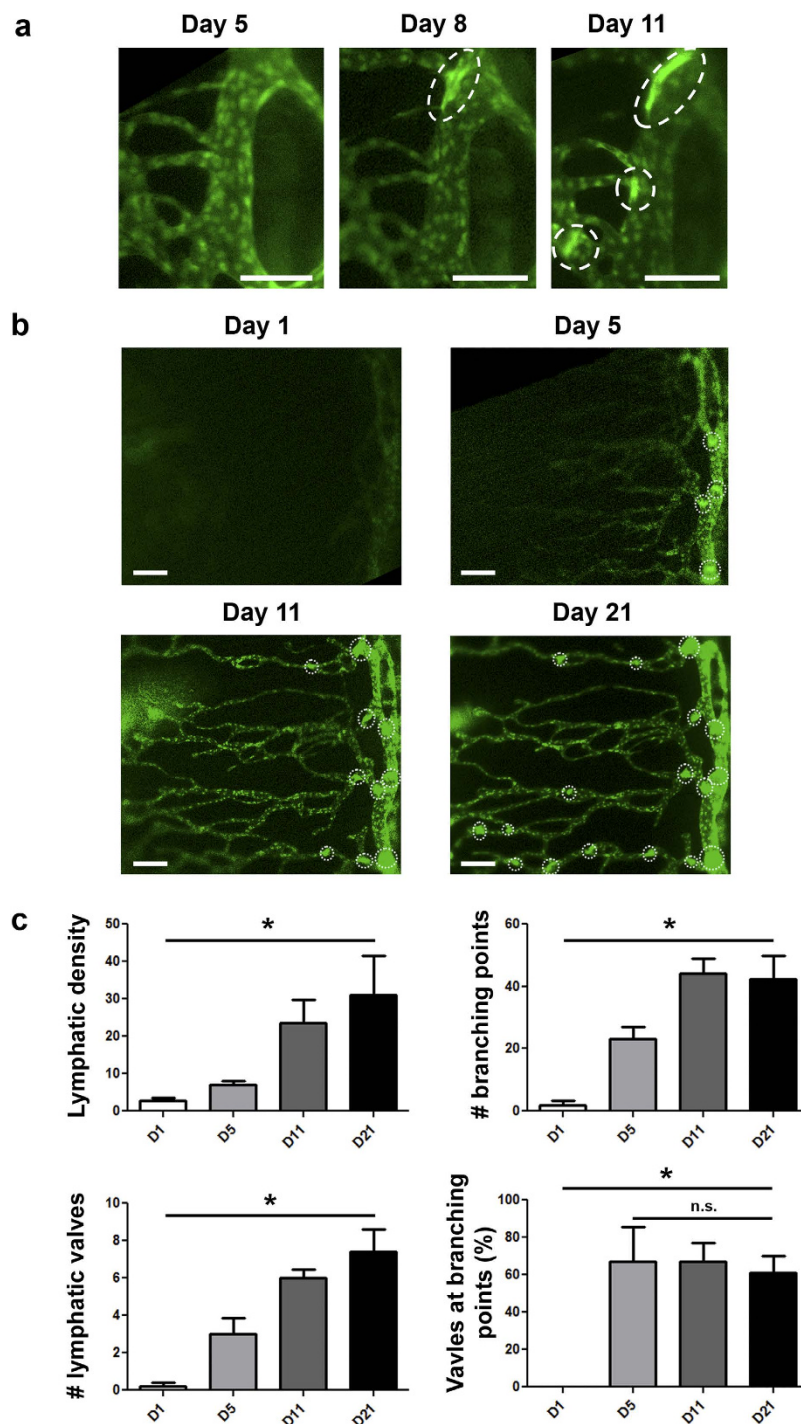 a
Day 5 Day 8 Day 11
b
Day 1 Day 5
Day 11 Day 21
c
Lymphatic density
50
40
30
20
10
0
*
D1 D5 D11 D21
# branching points
60
40
20
0
*
D1 D5 D11 D21
# lymphatic valves
10
8
6
4
2
0
*
D1 D5 D11 D21
Vavles at branching
points (%)
100
80
60
40
20
0
*
n.s.
D1 D5 D11 D21